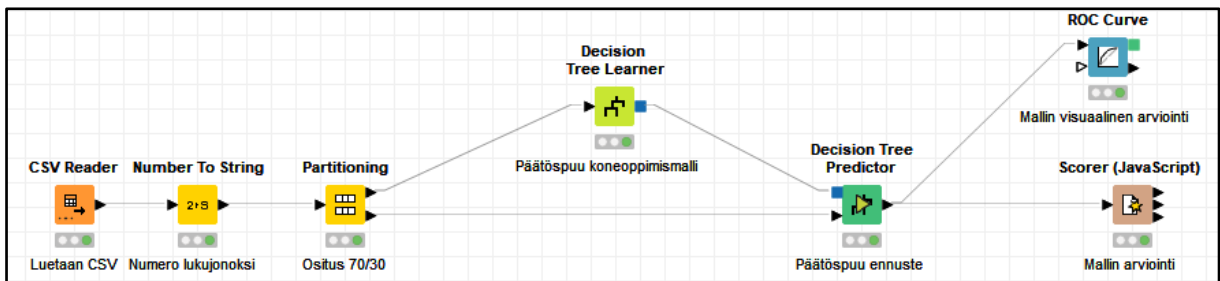 ROC Curve
Mallin visuaalinen arviointi
Decision
Tree Learner
Päätöspuu koneoppimismalli
CSV Reader
Luetaan CSV
Number To String
2→S
Numero lukujonoksi
Partitioning
Ositus 70/30
Decision Tree
Predictor
Päätöspuu ennuste
Scorer (JavaScript)
Mallin arviointi